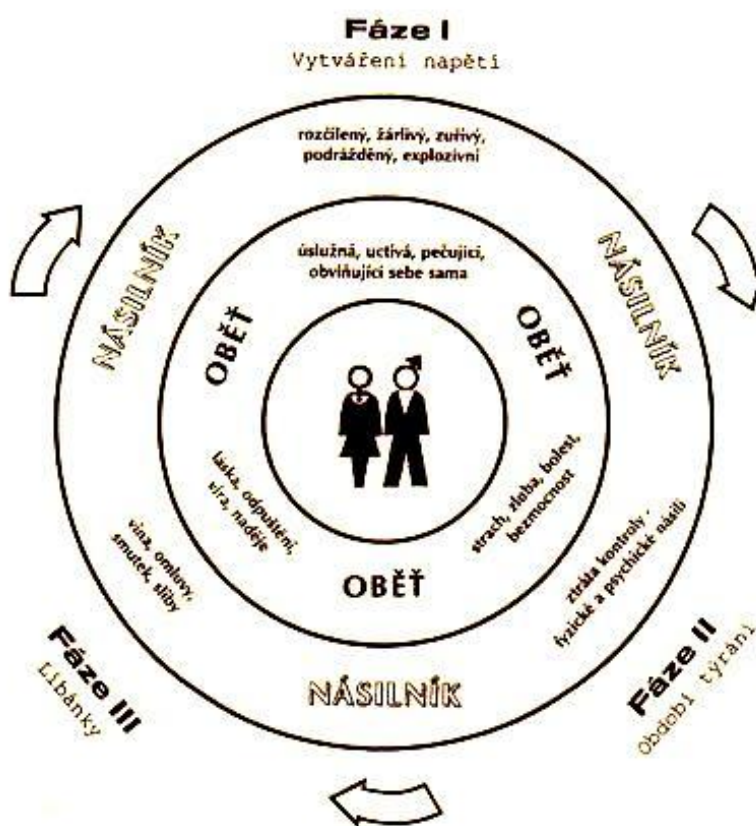 Fáze I
Vytváření napětí
rozčílený, žárlivý, zuřivý,
podrážděný, explozivní
NÁSILNÍK
NÁSILNÍK
úslužná, uctivá, pečující,
obviňující sebe sama
OBĚŤ
OBĚŤ
láska, odpuštění,
víra, naděje
strach, zloba, bolest,
bezmocnost
OBĚŤ
vina, omluvy,
smutek, sliby
ztráta kontroly -
fyzické a psychické násilí
NÁSILNÍK
Fáze III
Líbánky
Fáze II
Období týrání